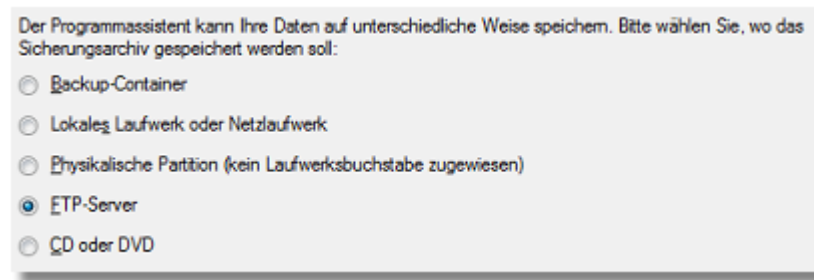 Der Programmassistent kann Ihre Daten auf unterschiedliche Weise speichern. Bitte wählen Sie, wo das
Sicherungsarchiv gespeichert werden soll:
Backup-Container
Lokales Laufwerk oder Netzlaufwerk
Physikalische Partition (kein Laufwerksbuchstabe zugewiesen)
FTP-Server
CD oder DVD